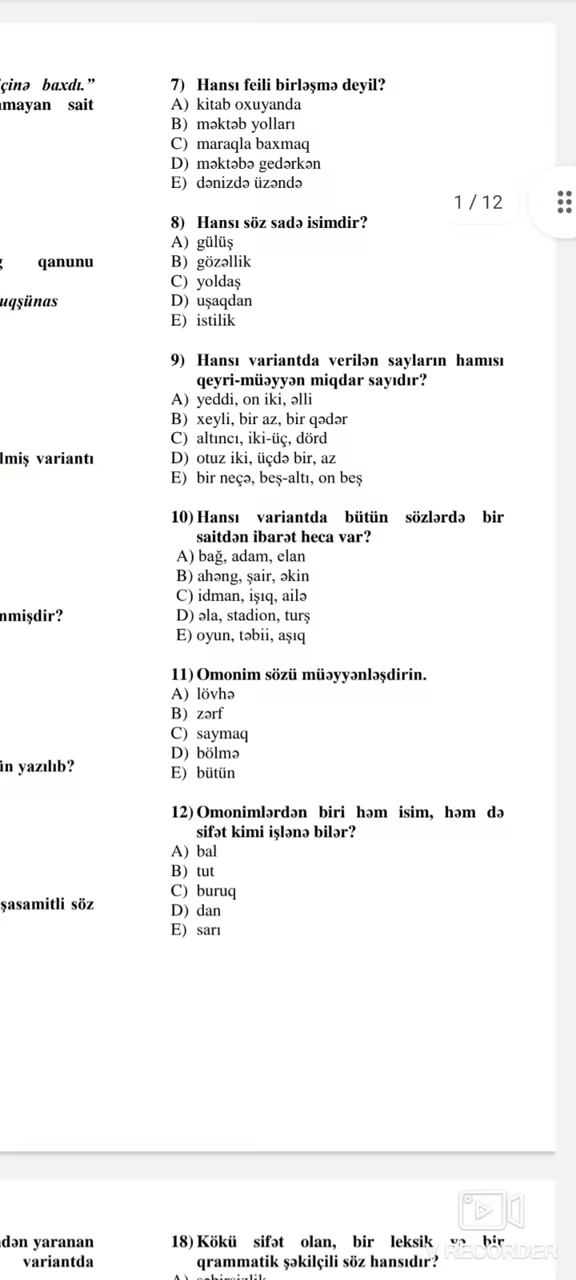 çinə baxdı.”
amayan sait
qanunu
uqşünas
lmiş variantı
nmişdir?
ün yazılıb?
şasamitli söz
7) Hansı feili birləşmə deyil?
A) kitab oxuyanda
B) məktəb yolları
C) maraqla baxmaq
D) məktəbə gedərkən
E) dənizdə üzəndə
1 / 12
8) Hansı söz sadə isimdir?
A) gülüş
B) gözəllik
C) yoldaş
D) uşaqdan
E) istilik
9) Hansı variantda verilən sayların hamısı
qeyri-müəyyən miqdar sayıdır?
A) yeddi, on iki, əlli
B) xeyli, bir az, bir qədər
C) altıncı, iki-üç, dörd
D) otuz iki, üçdə bir, az
E) bir neçə, beş-altı, on beş
10) Hansı variantda bütün sözlərdə bir
saitdən ibarət heca var?
A) bağ, adam, elan
B) ahəng, şair, əkin
C) idman, işıq, ailə
D) əla, stadion, turş
E) oyun, təbii, aşıq
11) Omonim sözü müəyyənləşdirin.
A) lövhə
B) zərf
C) saymaq
D) bölmə
E) bütün
12) Omonimlərdən biri həm isim, həm də
sifət kimi işlənə bilər?
A) bal
B) tut
C) buruq
D) dan
E) sarı
dən yaranan
variantda
18) Kökü sifət olan, bir leksik və bir
qrammatik şəkilçili söz hansıdır?
V RECORDER